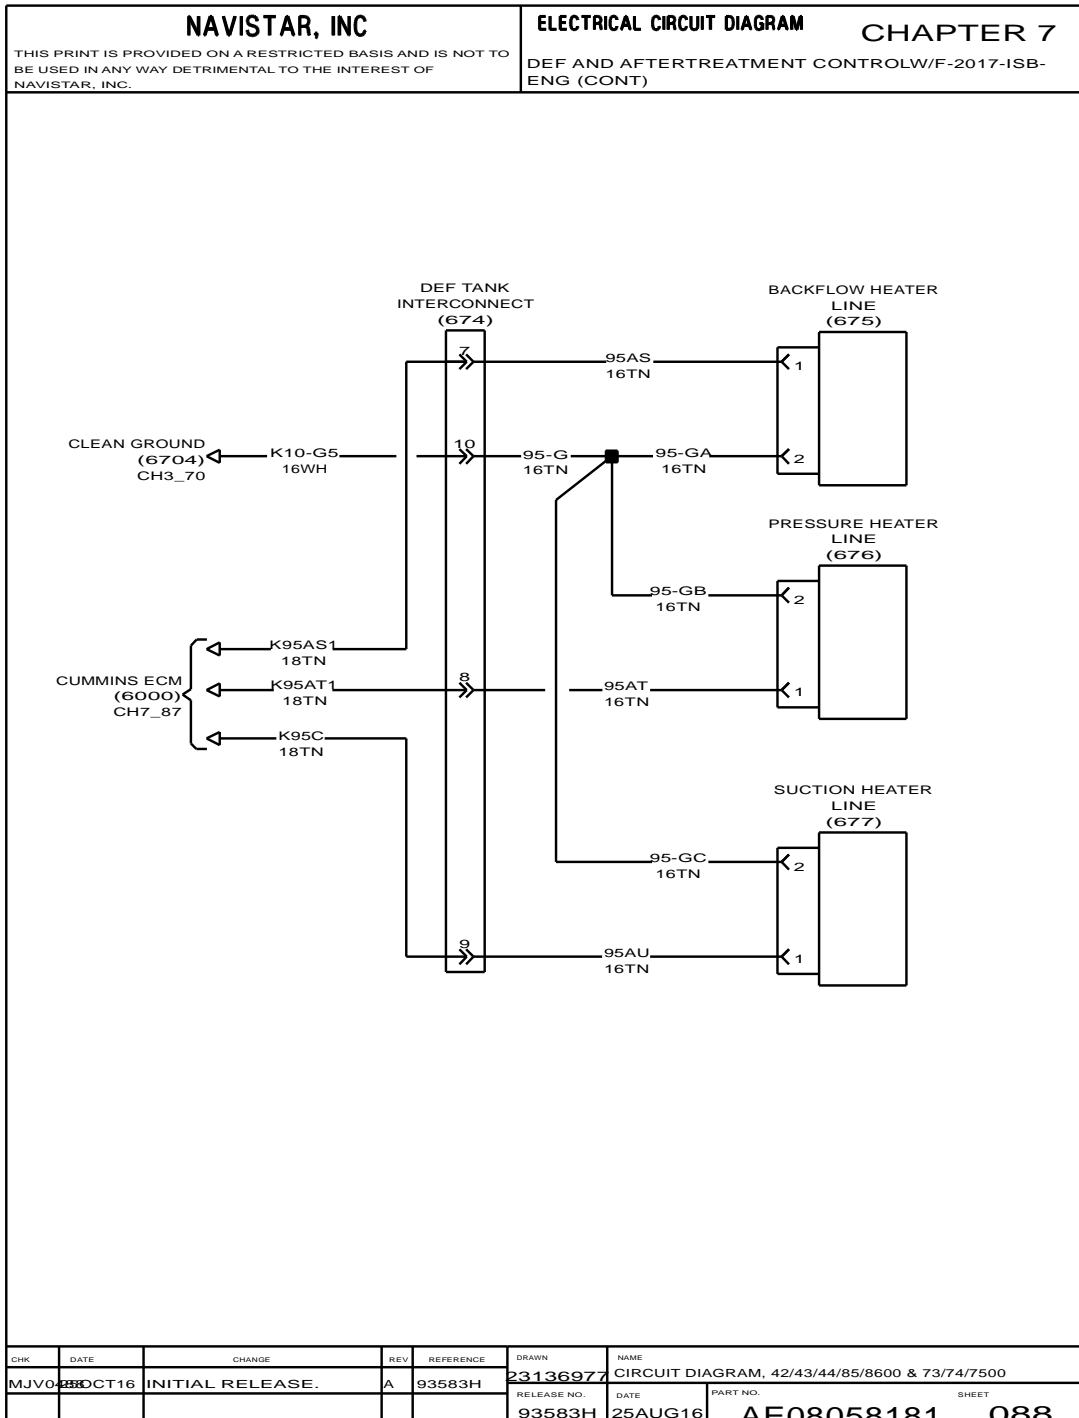 NAVISTAR, INC
THIS PRINT IS PROVIDED ON A RESTRICTED BASIS AND IS NOT TO
BE USED IN ANY WAY DETRIMENTAL TO THE INTEREST OF
NAVISTAR, INC.
ELECTRICAL CIRCUIT DIAGRAM
CHAPTER 7
DEF AND AFTERTREATMENT CONTROLW/F-2017-ISB-
ENG (CONT)
DEF TANK
INTERCONNECT
(674)
BACKFLOW HEATER
LINE
(675)
7
95AS
16TN
1
CLEAN GROUND
(6704)
CH3_70
K10-G5
16WH
10
95-G
16TN
95-GA
16TN
2
PRESSURE HEATER
LINE
(676)
95-GB
16TN
2
K95AS1
18TN
CUMMINS ECM
(6000)
CH7_87
K95AT1
18TN
8
95AT
16TN
1
K95C
18TN
SUCTION HEATER
LINE
(677)
95-GC
16TN
2
9
95AU
16TN
1
CHK
DATE
CHANGE
REV
REFERENCE
DRAWN
NAME
OCT16
INITIAL RELEASE.
A
93583H
23136977
CIRCUIT DIAGRAM, 42/43/44/85/8600 & 73/74/7500
RELEASE NO.
DATE
PART NO.
SHEET
93583H
25AUG16
AE08058181
088